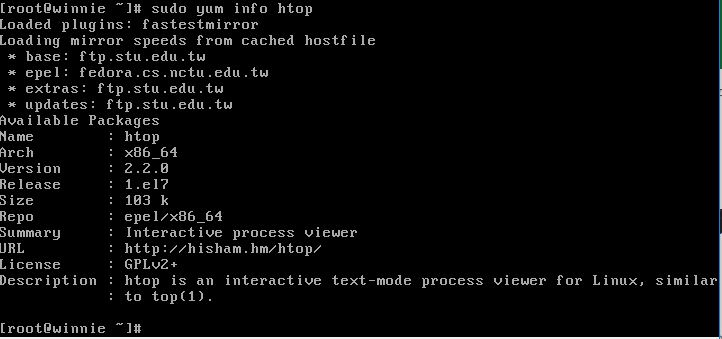 [root@winnie ~]# sudo yum info htop
Loaded plugins: fastestmirror
Loading mirror speeds from cached hostfile
 * base: ftp.stu.edu.tw
 * epel: fedora.cs.nctu.edu.tw
 * extras: ftp.stu.edu.tw
 * updates: ftp.stu.edu.tw
Available Packages
Name        : htop
Arch        : x86_64
Version     : 2.2.0
Release     : 1.el7
Size        : 103 k
Repo        : epel/x86_64
Summary     : Interactive process viewer
URL         : http://hisham.hm/htop/
License     : GPLv2+
Description : htop is an interactive text-mode process viewer for Linux, similar
            : to top(1).
[root@winnie ~]#